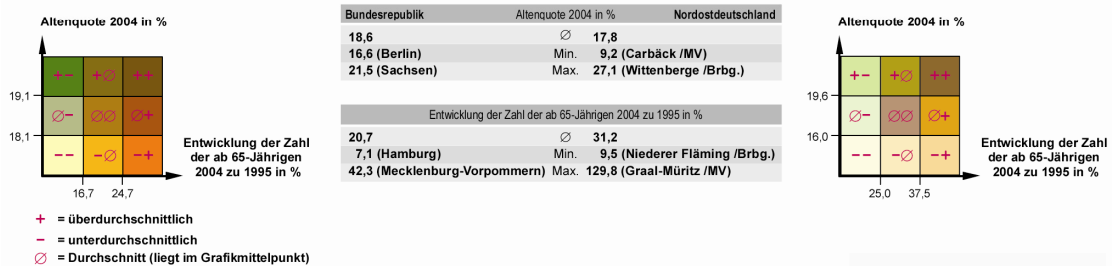 Altenquote 2004 in %
+- +∅ ++
∅- ∅∅ ∅+
-- -∅ -+
19,1
18,1
16,7 24,7
Entwicklung der Zahl
der ab 65-Jährigen
2004 zu 1995 in %
+ = überdurchschnittlich
- = unterdurchschnittlich
∅ = Durchschnitt (liegt im Grafikmittelpunkt)
Bundesrepublik Altenquote 2004 in % Nordostdeutschland
18,6 ∅ 17,8
16,6 (Berlin) Min. 9,2 (Carbäck /MV)
21,5 (Sachsen) Max. 27,1 (Wittenberge /Brbg.)
Entwicklung der Zahl der ab 65-Jährigen 2004 zu 1995 in %
20,7 ∅ 31,2
7,1 (Hamburg) Min. 9,5 (Niederer Fläming /Brbg.)
42,3 (Mecklenburg-Vorpommern) Max. 129,8 (Graal-Müritz /MV)
Altenquote 2004 in %
+- +∅ ++
∅- ∅∅ ∅+
-- -∅ -+
19,6
16,0
25,0 37,5
Entwicklung der Zahl
der ab 65-Jährigen
2004 zu 1995 in %